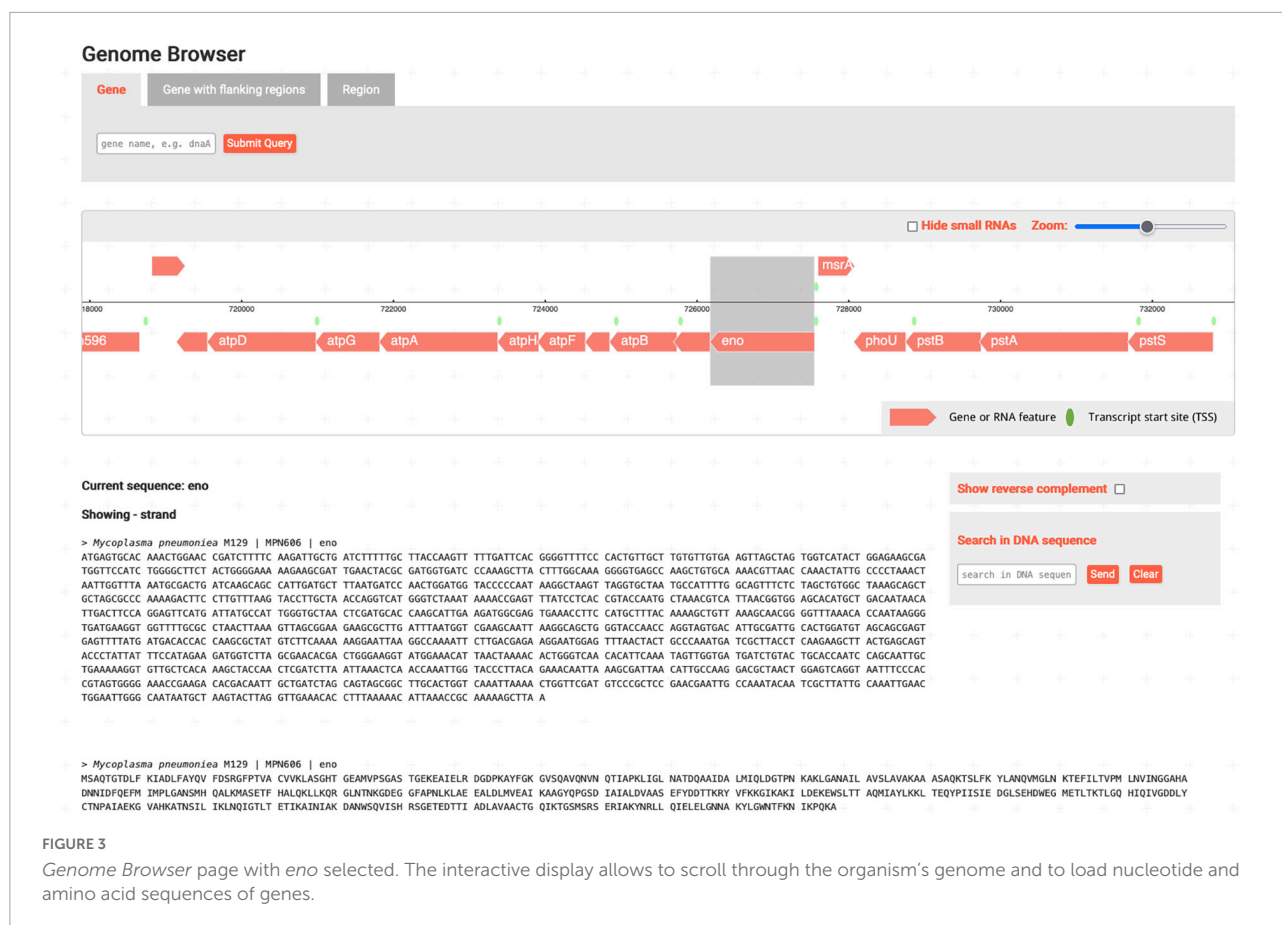 Genome Browser
Gene Gene with flanking regions Region
gene name, e.g. dnaA Submit Query
Hide small RNAs Zoom:
msrA
18000 720000 722000 724000 726000 728000 730000 732000
596 atpD atpG atpA atpH atpF atpB eno phoU pstB pstA pstS
Gene or RNA feature Transcript start site (TSS)
Current sequence: eno
Show reverse complement
Showing - strand
> Mycoplasma pneumoniea M129 | MPN606 | eno
ATGAGTGCAC AAACTGGAAC CGATCTTTTC AAGATTGCTG ATCTTTTTGC TTACCAAGTT TTTGATTCAC GGGGTTTTCC CACTGTTGCT TGTGTTGTGA AGTTAGCTAG TGGTCATACT GGAGAAGCGA
TGGTTCCATC TGGGGCTTCT ACTGGGGAAA AAGAAGCGAT TGAACTACGC GATGGTGATC CCAAAGCTTA CTTTGGCAAA GGGGTGAGCC AAGCTGTGCA AAACGTTAAC CAAACTATTG CCCCTAAACT
AATTGGTTTA AATGCGACTG ATCAAGCAGC CATTGATGCT TTAATGATCC AACTGGATGG TACCCCCAAT AAGGCTAAGT TAGGTGCTAA TGCCATTTTG GCAGTTTCTC TAGCTGTGGC TAAAGCAGCT
GCTAGCGCCC AAAAGACTTC CTTGTTTAAG TACCTTGCTA ACCAGGTCAT GGGTCTAAAT AAAACCGAGT TTATCCTCAC CGTACCAATG CTAAACGTCA TTAACGGTGG AGCACATGCT GACAATAACA
TTGACTTCCA GGAGTTCATG ATTATGCCAT TGGGTGCTAA CTCGATGCAC CAAGCATTGA AGATGGCGAG TGAAACCTTC CATGCTTTAC AAAAGCTGTT AAAGCAACGG GGTTTAAACA CCAATAAGGG
TGATGAAGGT GGTTTTGCGC CTAACTTAAG TTAGCGGAA GAAGCGCTTG ATTTAATGGT CGAAGCAATT AAGGCAGCTG GGTACCAACC AGGTAGTGAC ATTGCGATTG CACTGGATGT AGCAGCGAGT
GAGTTTTATG ATGACACCAC CAAGCGCTAT GTCTTCAAAA AAGGAATTAA GGCCAAAATT CTTGACGAGA AGGAATGGAG TTTAACTACT GCCCAAATGA TCGCTTACCT CAAGAAGCTT ACTGAGCAGT
ACCCTATTAT TTCCATAGAA GATGGTCTTA GCGAACACGA CTGGGAAGGT ATGGAAACAT TAACTAAAAC ACTGGGTCAA CACATTCAAA TAGTTGGTGA TGATCTGTAC TGCACCAATC CAGCAATTGC
TGAAAAAGGT GTTGCTCACA AAGCTACCAA CTCGATCTTA ATTAAACTCA ACCAAATTGG TACCCTTACA GAAACAATTA AAGCGATTAA CATTGCCAAG GACGCTAACT GGAGTCAGGT AATTTCCCAC
CGTAGTGGGG AAACCGAAGA CACGACAATT GCTGATCTAG CAGTAGCGGC TTGCACTGGT CAAATTAAAA CTGGTTCGAT GTCCCGCTCC GAACGAATTG CCAAATACAA TCGCTTATTG CAAATTGAAC
TGGAATTGGG CAATAATGCT AAGTACTTAG GTTGAAACAC CTTTAAAAAC ATTAAACCGC AAAAAGCTTA A
Search in DNA sequence
search in DNA sequen Send Clear
> Mycoplasma pneumoniea M129 | MPN606 | eno
MSAQTGTDLF KIADLFAYQV FDSRGFPTVA CVVKLASGHT GEAMVPSGAS TGEKEAIELR DGDPKAYFGK GVSQAVQNVN QTIAPKLIGL NATDQAAIDA LMIQLDGTPN KAKLGANAIL AVSLAVAKAA ASAQKTSLFK YLANQVMGLN KTEFILTVPM LNVINGGAHA
DNNIDFQEFM IMPLGANSMH QALKMASETF HALQKLLKQR GLNTNKGDEG GFAPNLKLAE EALDLMVEAI KAAGYQPGSD IAIALDVAAS EFYDDTTKRY VFKKGIKAKI LDEKEWSLTT AQMIAYLKKL TEQYPIISIE DGLSEHDWEG METLTKTLGQ HIQIVGDDLY
CTNPAIAEKG VAHKATNSIL IKLNQIGTLT ETIKAINIAK DANWSQVISH RSGETEDTTI ADLAVAACTG QIKTGSMSRS ERIAKYNRLL QIELELGNNA KYLGWNTFKN IKPQKA
FIGURE 3
Genome Browser page with eno selected. The interactive display allows to scroll through the organism's genome and to load nucleotide and
amino acid sequences of genes.